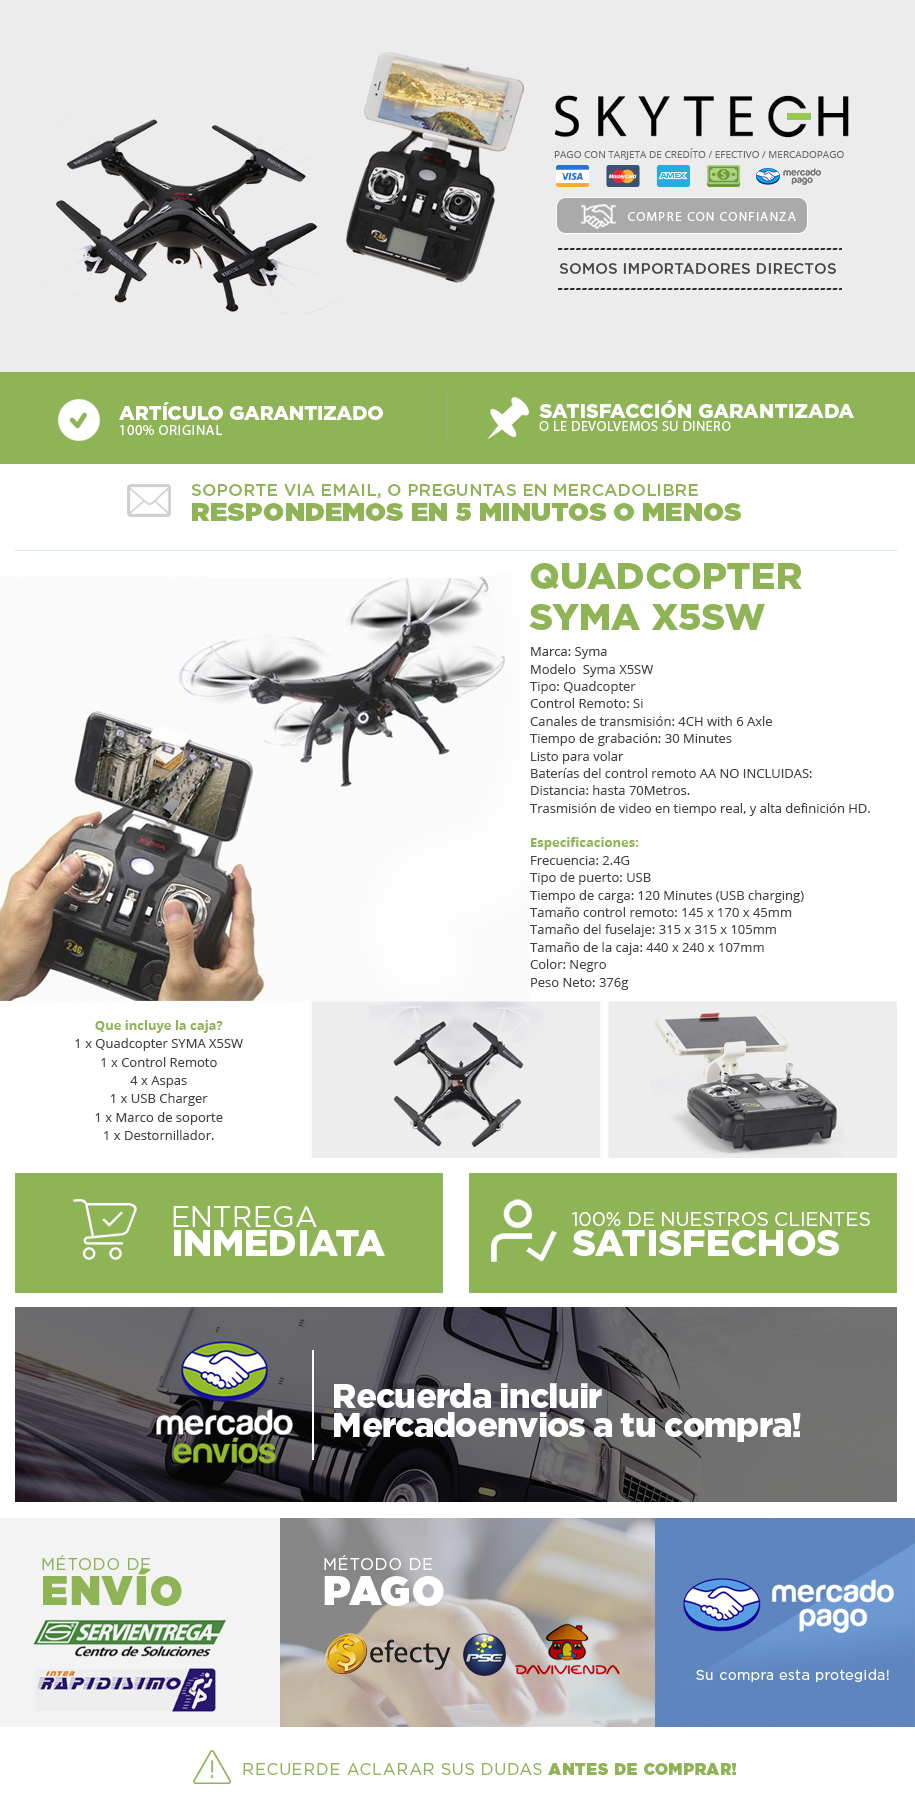 SKYTECH
PAGO CON TARJETA DE CREDÍTO / EFECTIVO / MERCADOPAGO
VISA MasterCard AMEX mercado pago
COMPRE CON CONFIANZA
SOMOS IMPORTADORES DIRECTOS
ARTÍCULO GARANTIZADO
100% ORIGINAL
SATISFACCIÓN GARANTIZADA
O LE DEVOLVEMOS SU DINERO
SOPORTE VIA EMAIL, O PREGUNTAS EN MERCADOLIBRE
RESPONDEMOS EN 5 MINUTOS O MENOS
QUADCOPTER
SYMA X5SW
Marca: Syma
Modelo  Syma X5SW
Tipo: Quadcopter
Control Remoto: Si
Canales de transmisión: 4CH with 6 Axle
Tiempo de grabación: 30 Minutes
Listo para volar
Baterías del control remoto AA NO INCLUIDAS:
Distancia: hasta 70Metros.
Trasmisión de video en tiempo real, y alta definición HD.
Especificaciones:
Frecuencia: 2.4G
Tipo de puerto: USB
Tiempo de carga: 120 Minutes (USB charging)
Tamaño control remoto: 145 x 170 x 45mm
Tamaño del fuselaje: 315 x 315 x 105mm
Tamaño de la caja: 440 x 240 x 107mm
Color: Negro
Peso Neto: 376g
SYMA
2.4G
Que incluye la caja?
1 x Quadcopter SYMA X5SW
1 x Control Remoto
4 x Aspas
1 x USB Charger
1 x Marco de soporte
1 x Destornillador.
ENTREGA
INMEDIATA
100% DE NUESTROS CLIENTES
SATISFECHOS
mercado
envios
Recuerda incluir
Mercadoenvios a tu compra!
MÉTODO DE
ENVÍO
SERVIENTREGA
Centro de Soluciones
INTER
RAPIDISIMO
MÉTODO DE
PAGO
efecty
PSE
DAVIVIENDA
mercado
pago
Su compra esta protegida!
RECUERDE ACLARAR SUS DUDAS ANTES DE COMPRAR!